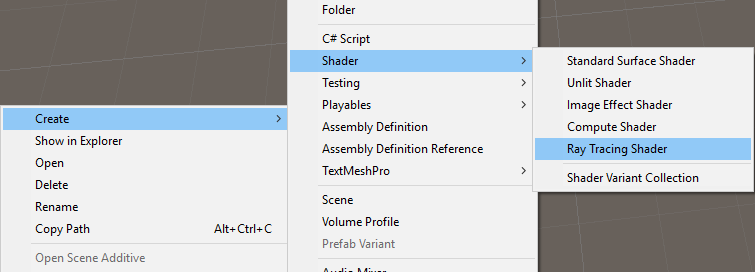 Create
Show in Explorer
Open
Delete
Rename
Copy Path Alt+Ctrl+C
Open Scene Additive
Folder
C# Script
Shader
Testing
Playables
Assembly Definition
Assembly Definition Reference
TextMeshPro
Scene
Volume Profile
Prefab Variant
Audio Mixer
Standard Surface Shader
Unlit Shader
Image Effect Shader
Compute Shader
Ray Tracing Shader
Shader Variant Collection